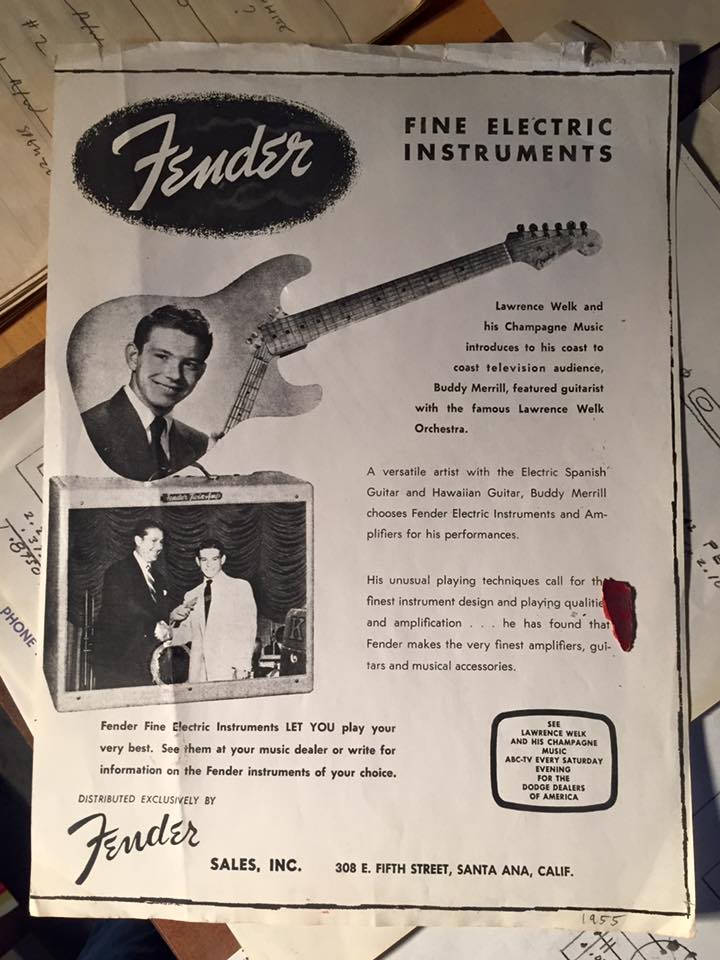 Fender
FINE ELECTRIC
INSTRUMENTS
Fender
Lawrence Welk and
his Champagne Music
introduces to his coast to
coast television audience,
Buddy Merrill, featured guitarist
with the famous Lawrence Welk
Orchestra.
A versatile artist with the Electric Spanish
Guitar and Hawaiian Guitar, Buddy Merrill
chooses Fender Electric Instruments and Am-
plifiers for his performances.
Fender Twin-Amp
K
His unusual playing techniques call for th
finest instrument design and playing qualitie
and amplification . . . he has found that
Fender makes the very finest amplifiers, gui-
tars and musical accessories.
Fender Fine Electric Instruments LET YOU play your
very best. See them at your music dealer or write for
information on the Fender instruments of your choice.
SEE
LAWRENCE WELK
AND HIS CHAMPAGNE
MUSIC
ABC-TV EVERY SATURDAY
EVENING
FOR THE
DODGE DEALERS
OF AMERICA
DISTRIBUTED EXCLUSIVELY BY
Fender
SALES, INC.
308 E. FIFTH STREET, SANTA ANA, CALIF.
1955
# 2
PHONE